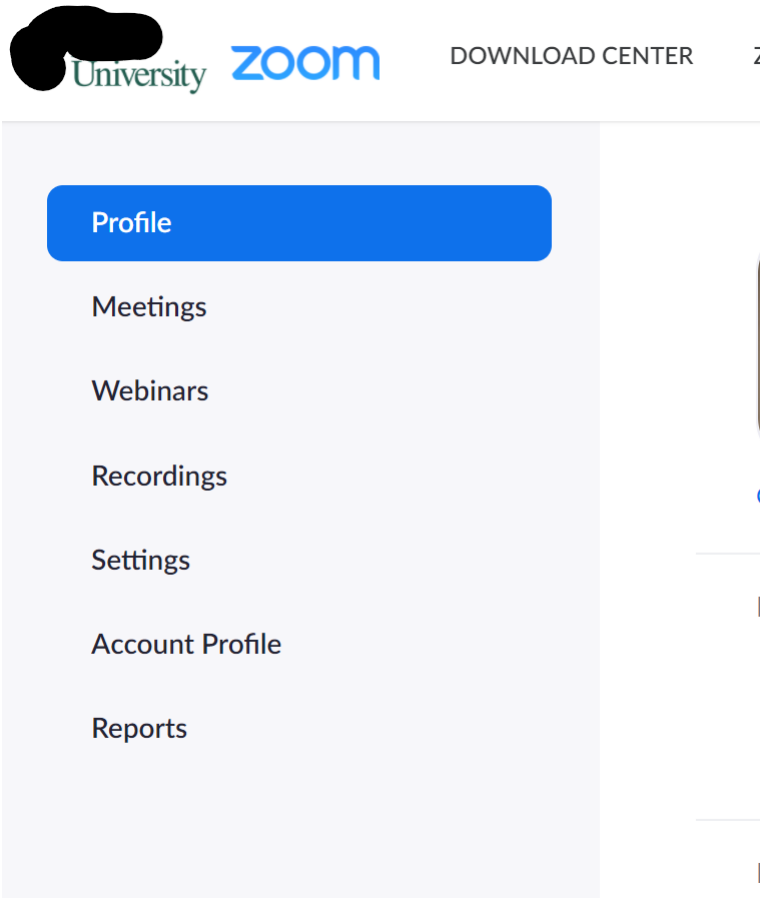 University zoom DOWNLOAD CENTER
Profile
Meetings
Webinars
Recordings
Settings
Account Profile
Reports